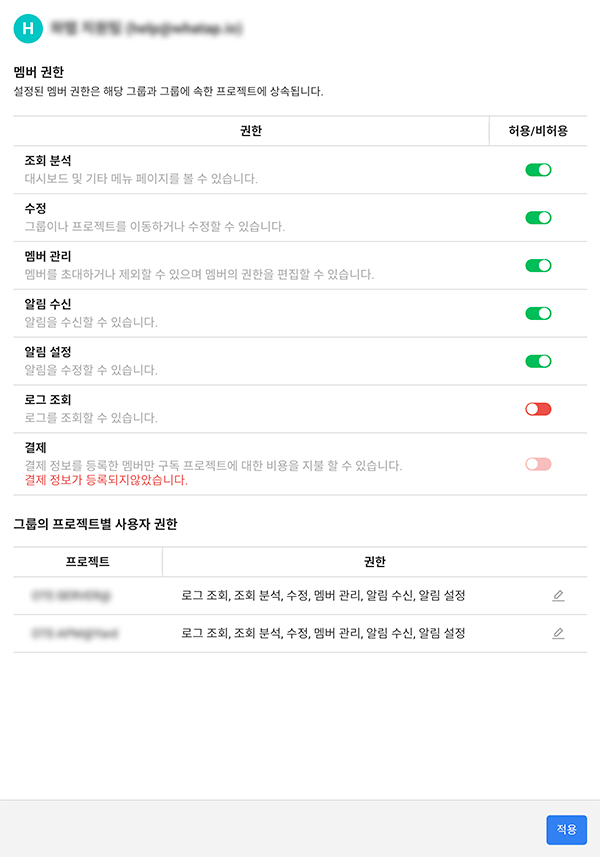 H
멤버 권한
설정된 멤버 권한은 해당 그룹과 그룹에 속한 프로젝트에 상속됩니다.
권한 허용/비허용
조회 분석
대시보드 및 기타 메뉴 페이지를 볼 수 있습니다.
수정
그룹이나 프로젝트를 이동하거나 수정할 수 있습니다.
멤버 관리
멤버를 초대하거나 제외할 수 있으며 멤버의 권한을 편집할 수 있습니다.
알림 수신
알림을 수신할 수 있습니다.
알림 설정
알림을 수정할 수 있습니다.
로그 조회
로그를 조회할 수 있습니다.
결제
결제 정보를 등록한 멤버만 구독 프로젝트에 대한 비용을 지불 할 수 있습니다.
결제 정보가 등록되지않았습니다.
그룹의 프로젝트별 사용자 권한
프로젝트 권한
로그 조회, 조회 분석, 수정, 멤버 관리, 알림 수신, 알림 설정
로그 조회, 조회 분석, 수정, 멤버 관리, 알림 수신, 알림 설정
적용